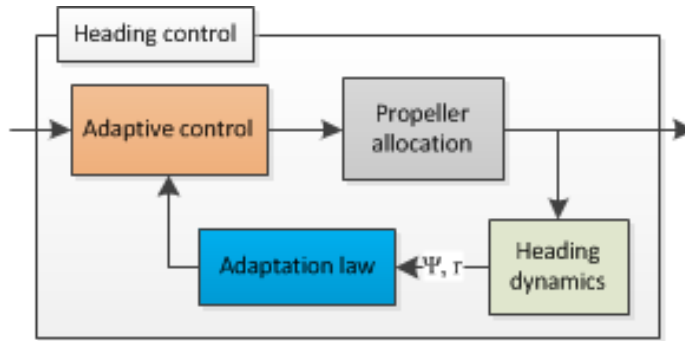 Heading control
Adaptive control
Propeller
allocation
Adaptation law
Ψ, r
Heading
dynamics